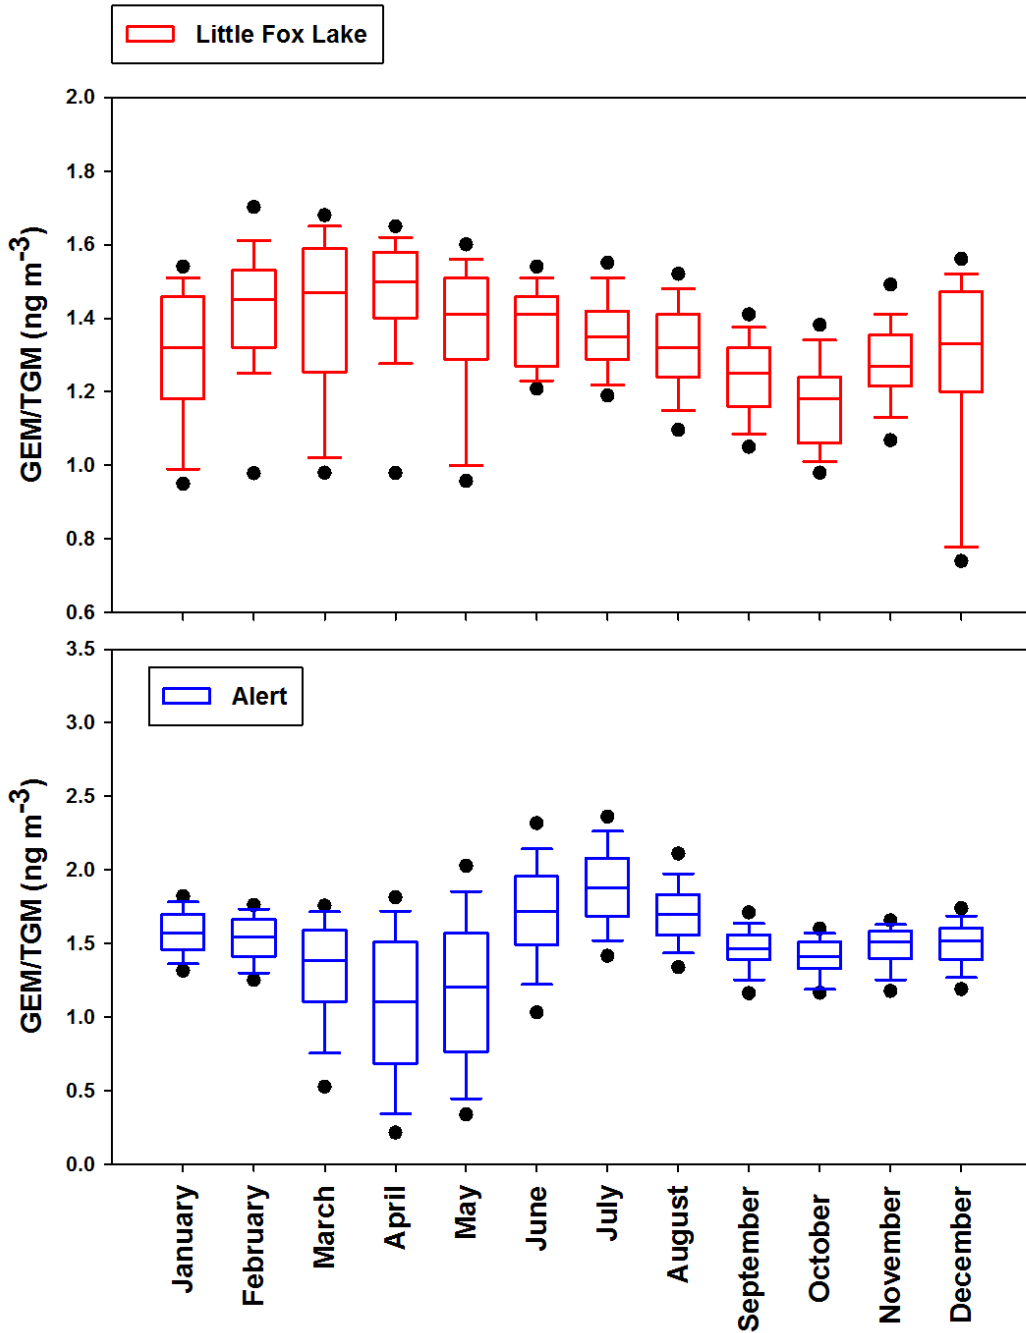 Little Fox Lake
2.0
1.8
1.6
1.4
1.2
1.0
0.8
0.6
GEM/TGM (ng m⁻³)
3.5
3.0
2.5
2.0
1.5
1.0
0.5
0.0
GEM/TGM (ng m⁻³)
Alert
January
February
March
April
May
June
July
August
September
October
November
December